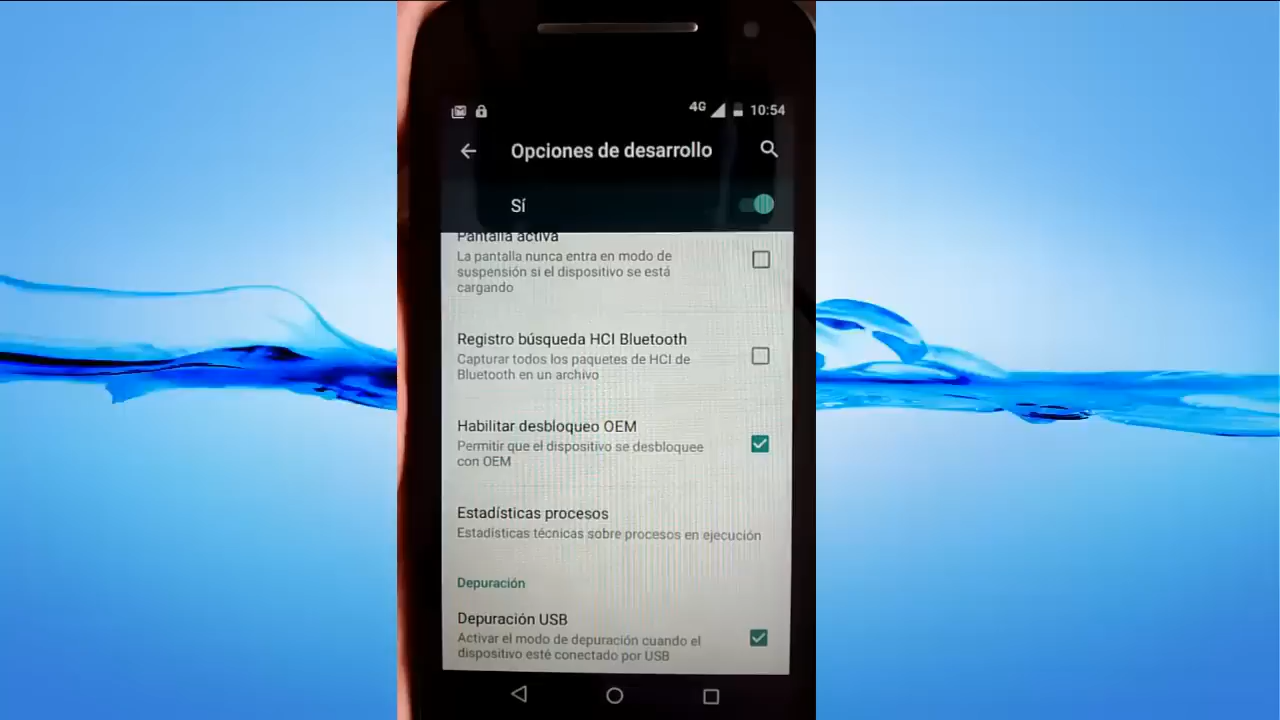 4G 10:54
Opciones de desarrollo
Sí
Pantalla activa
La pantalla nunca entra en modo de
suspensión si el dispositivo se está
cargando
Registro búsqueda HCI Bluetooth
Capturar todos los paquetes de HCI de
Bluetooth en un archivo
Habilitar desbloqueo OEM
Permitir que el dispositivo se desbloquee
con OEM
Estadísticas procesos
Estadísticas técnicas sobre procesos en ejecución
Depuración
Depuración USB
Activar el modo de depuración cuando el
dispositivo esté conectado por USB